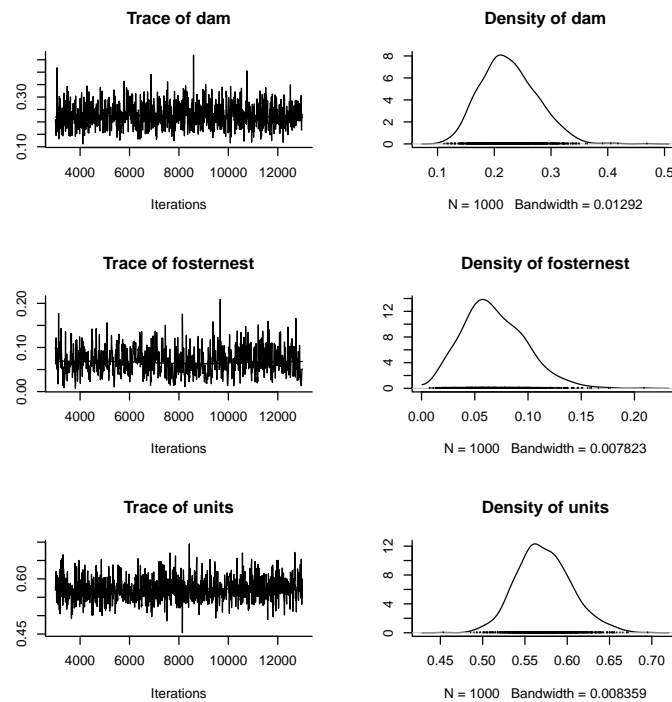 Trace of dam
0.10 0.30
4000 6000 8000 10000 12000
Iterations
Density of dam
0 2 4 6 8
0.1 0.2 0.3 0.4 0.5
N = 1000 Bandwidth = 0.01292
Trace of fosternest
0.00 0.10 0.20
4000 6000 8000 10000 12000
Iterations
Density of fosternest
0 4 8 12
0.00 0.05 0.10 0.15 0.20
N = 1000 Bandwidth = 0.007823
Trace of units
0.45 0.60
4000 6000 8000 10000 12000
Iterations
Density of units
0 4 8 12
0.45 0.50 0.55 0.60 0.65 0.70
N = 1000 Bandwidth = 0.008359